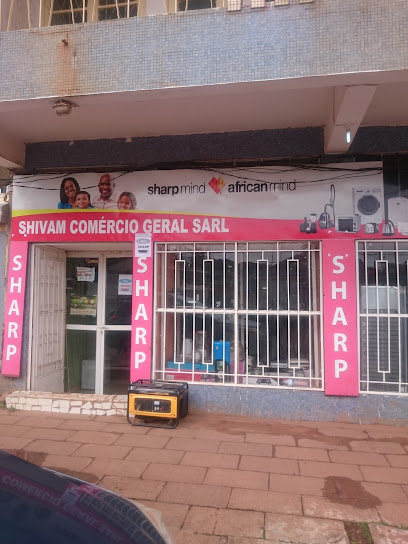 sharp mind african mind
SHIVAM COMÉRCIO GERAL SARL
SHARP
SHARP
SHARP